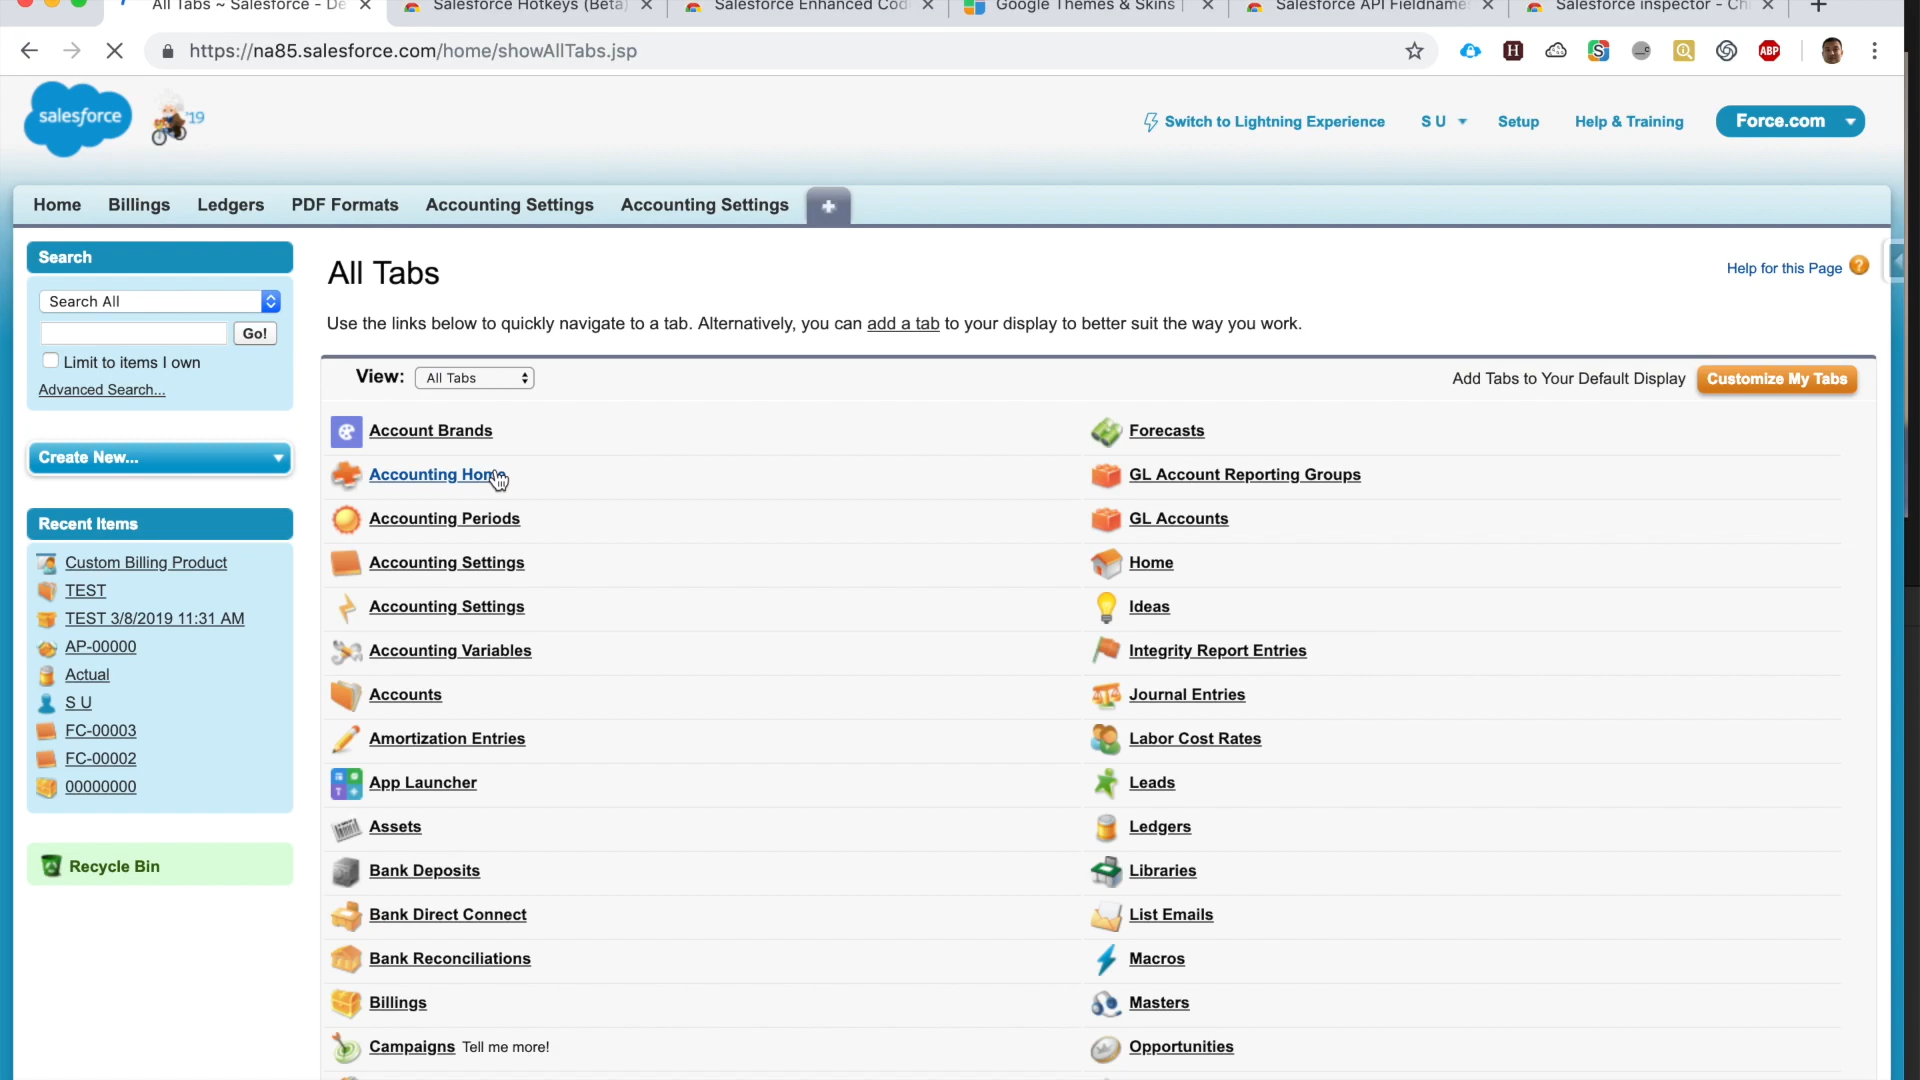 All Tabs ~ Salesforce - De
Salesforce Hotkeys (Beta)
Salesforce Enhanced Cod
Google Themes & Skins
Salesforce API Fieldname
Salesforce inspector - Ch
https://na85.salesforce.com/home/showAllTabs.jsp
salesforce
'19
Switch to Lightning Experience
S U
Setup
Help & Training
Force.com
Home
Billings
Ledgers
PDF Formats
Accounting Settings
Accounting Settings
Search
Search All
Go!
Limit to items I own
Advanced Search...
Create New...
Recent Items
Custom Billing Product
TEST
TEST 3/8/2019 11:31 AM
AP-00000
Actual
S U
FC-00003
FC-00002
00000000
Recycle Bin
All Tabs
Help for this Page
Use the links below to quickly navigate to a tab. Alternatively, you can add a tab to your display to better suit the way you work.
View: All Tabs
Add Tabs to Your Default Display
Customize My Tabs
Account Brands
Accounting Home
Accounting Periods
Accounting Settings
Accounting Settings
Accounting Variables
Accounts
Amortization Entries
App Launcher
Assets
Bank Deposits
Bank Direct Connect
Bank Reconciliations
Billings
Campaigns Tell me more!
Forecasts
GL Account Reporting Groups
GL Accounts
Home
Ideas
Integrity Report Entries
Journal Entries
Labor Cost Rates
Leads
Ledgers
Libraries
List Emails
Macros
Masters
Opportunities
ABP